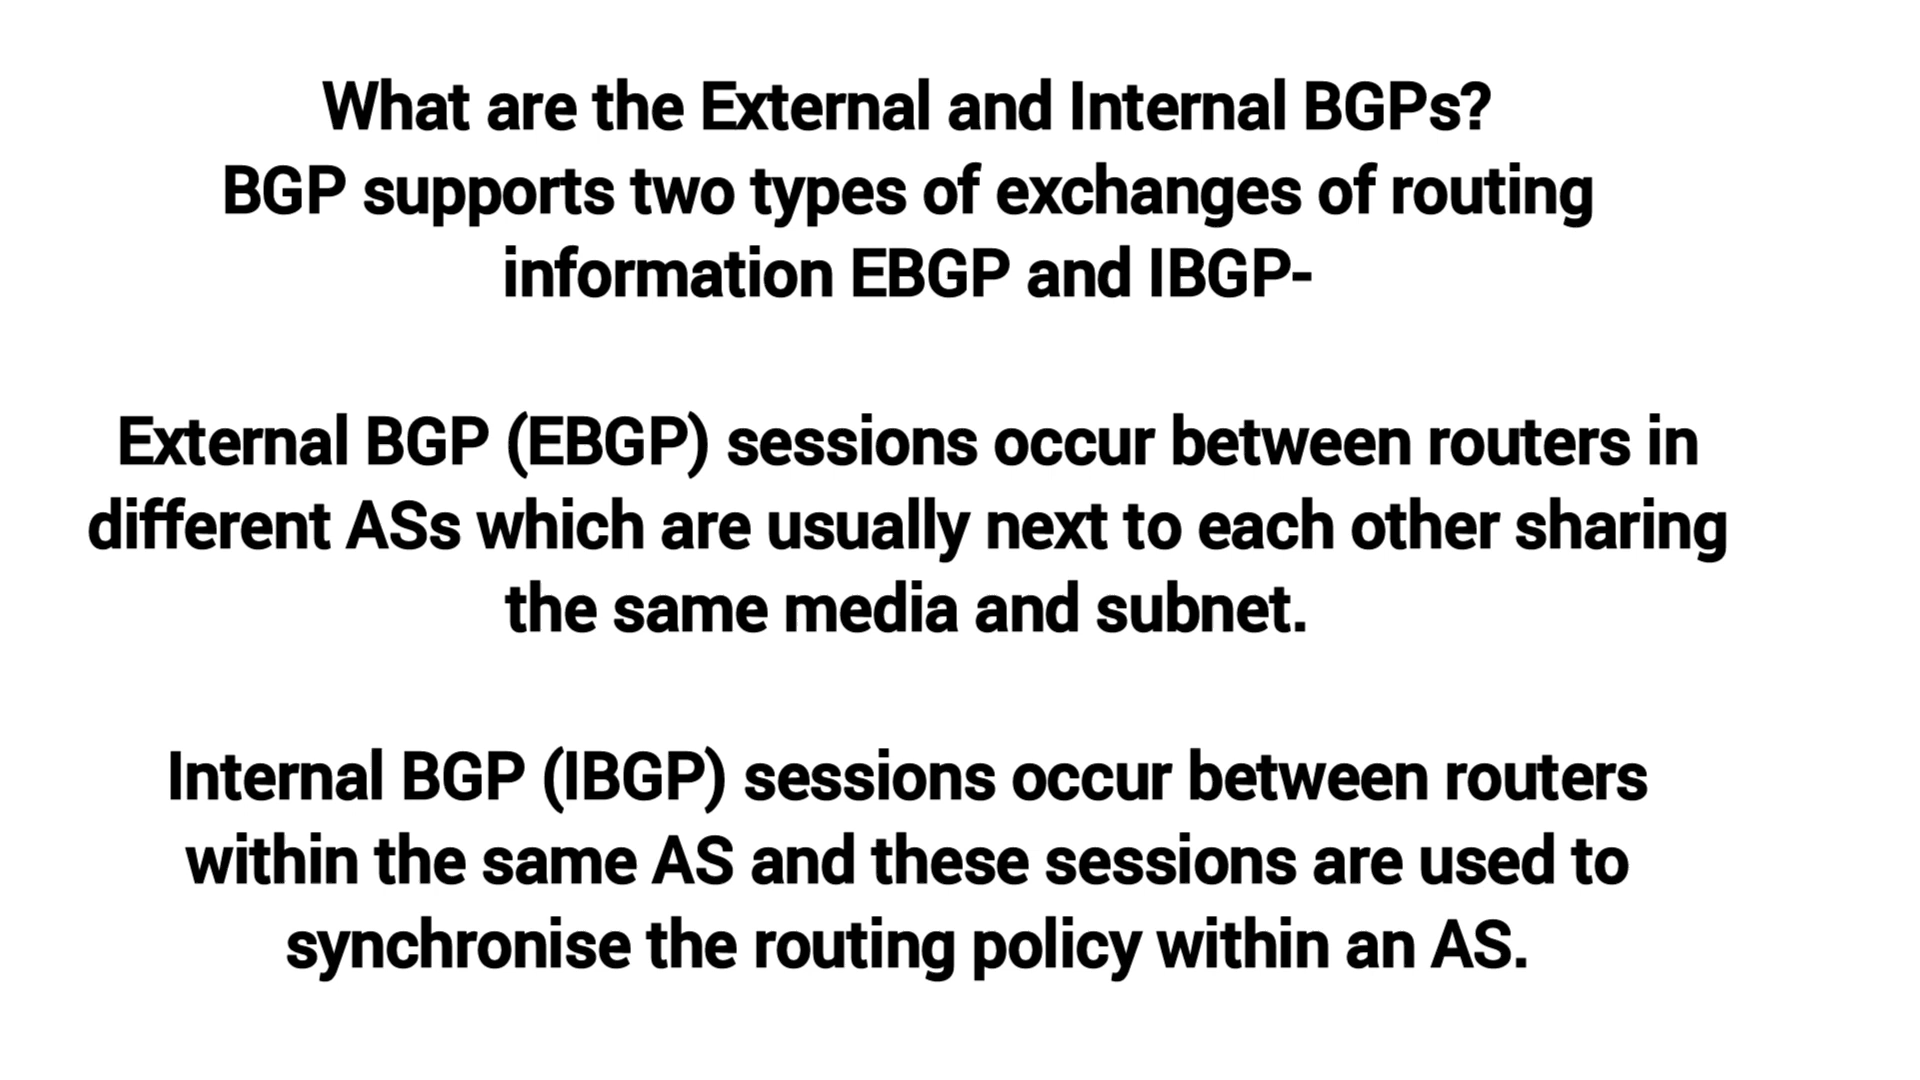 What are the External and Internal BGPs?
BGP supports two types of exchanges of routing
information EBGP and IBGP-
External BGP (EBGP) sessions occur between routers in
different ASs which are usually next to each other sharing
the same media and subnet.
Internal BGP (IBGP) sessions occur between routers
within the same AS and these sessions are used to
synchronise the routing policy within an AS.